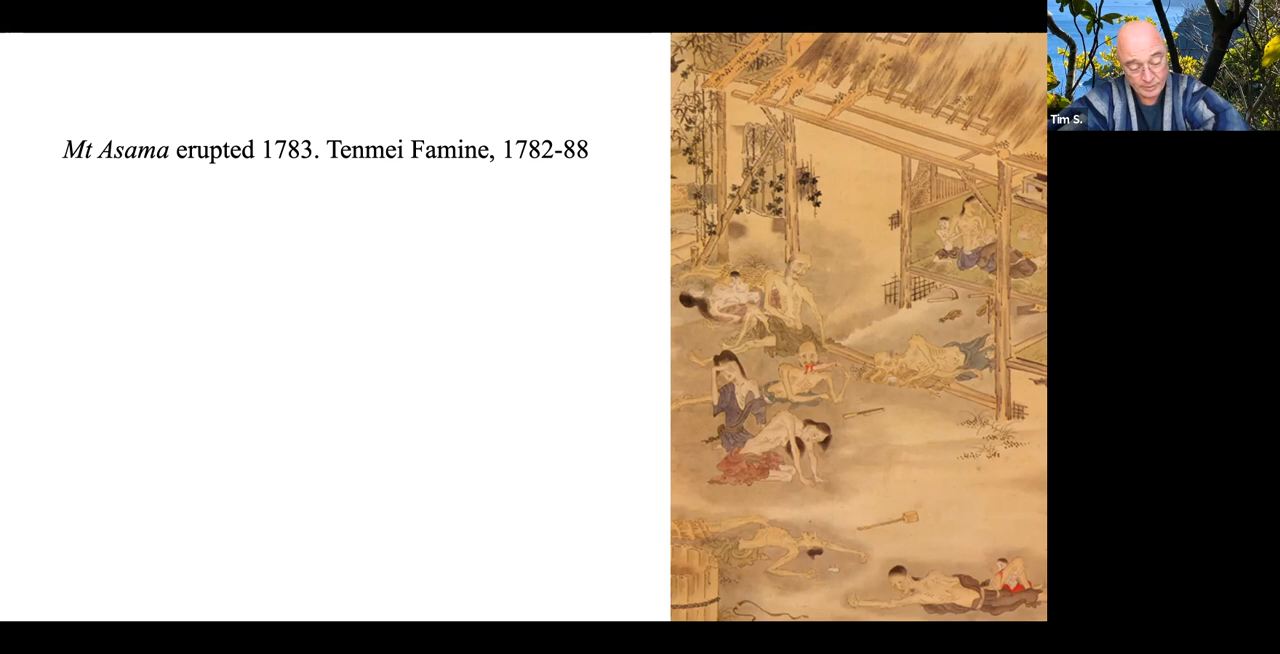 Mt Asama erupted 1783. Tenmei Famine, 1782-88
Tim S.